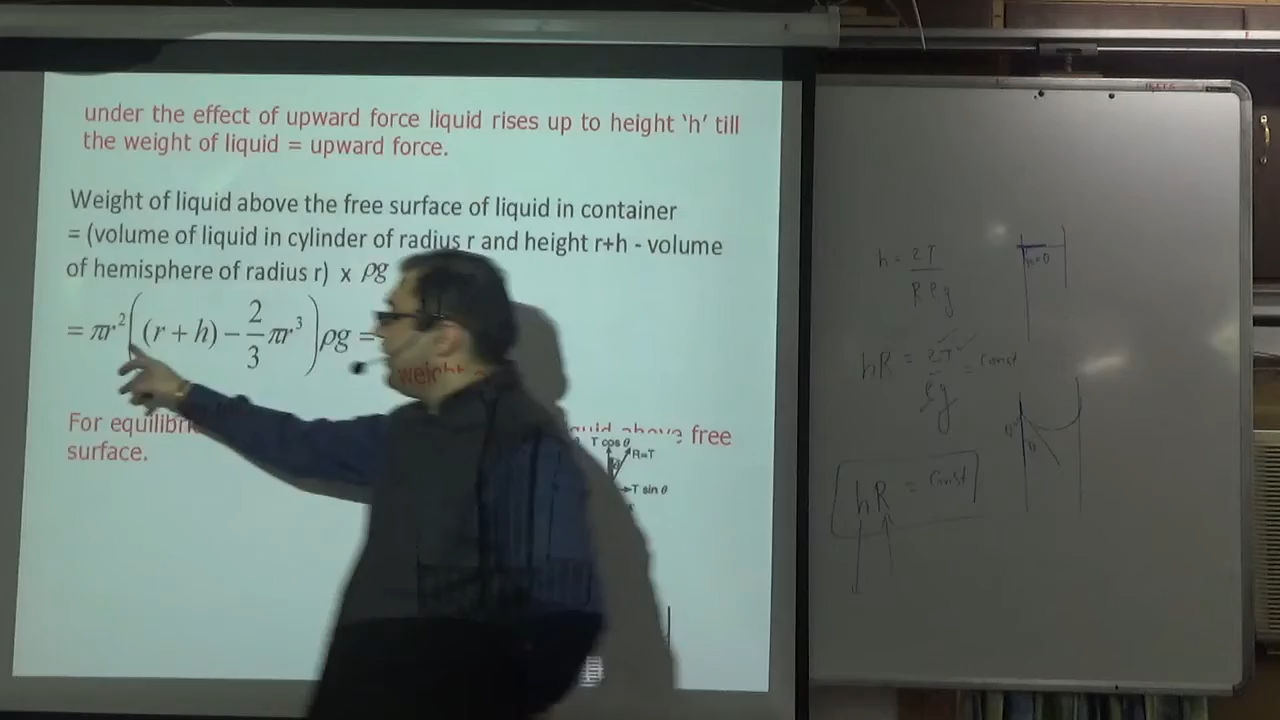 under the effect of upward force liquid rises up to height 'h' till
the weight of liquid = upward force.
Weight of liquid above the free surface of liquid in container
= (volume of liquid in cylinder of radius r and height r+h - volume
of hemisphere of radius r) x ρg
= πr²((r + h) − 2/3 πr³)ρg =
For
free
surface.
T cos θ
R=T
T sin θ
h = 2T / Rρg
hR = 2T / ρg = const
hR = const